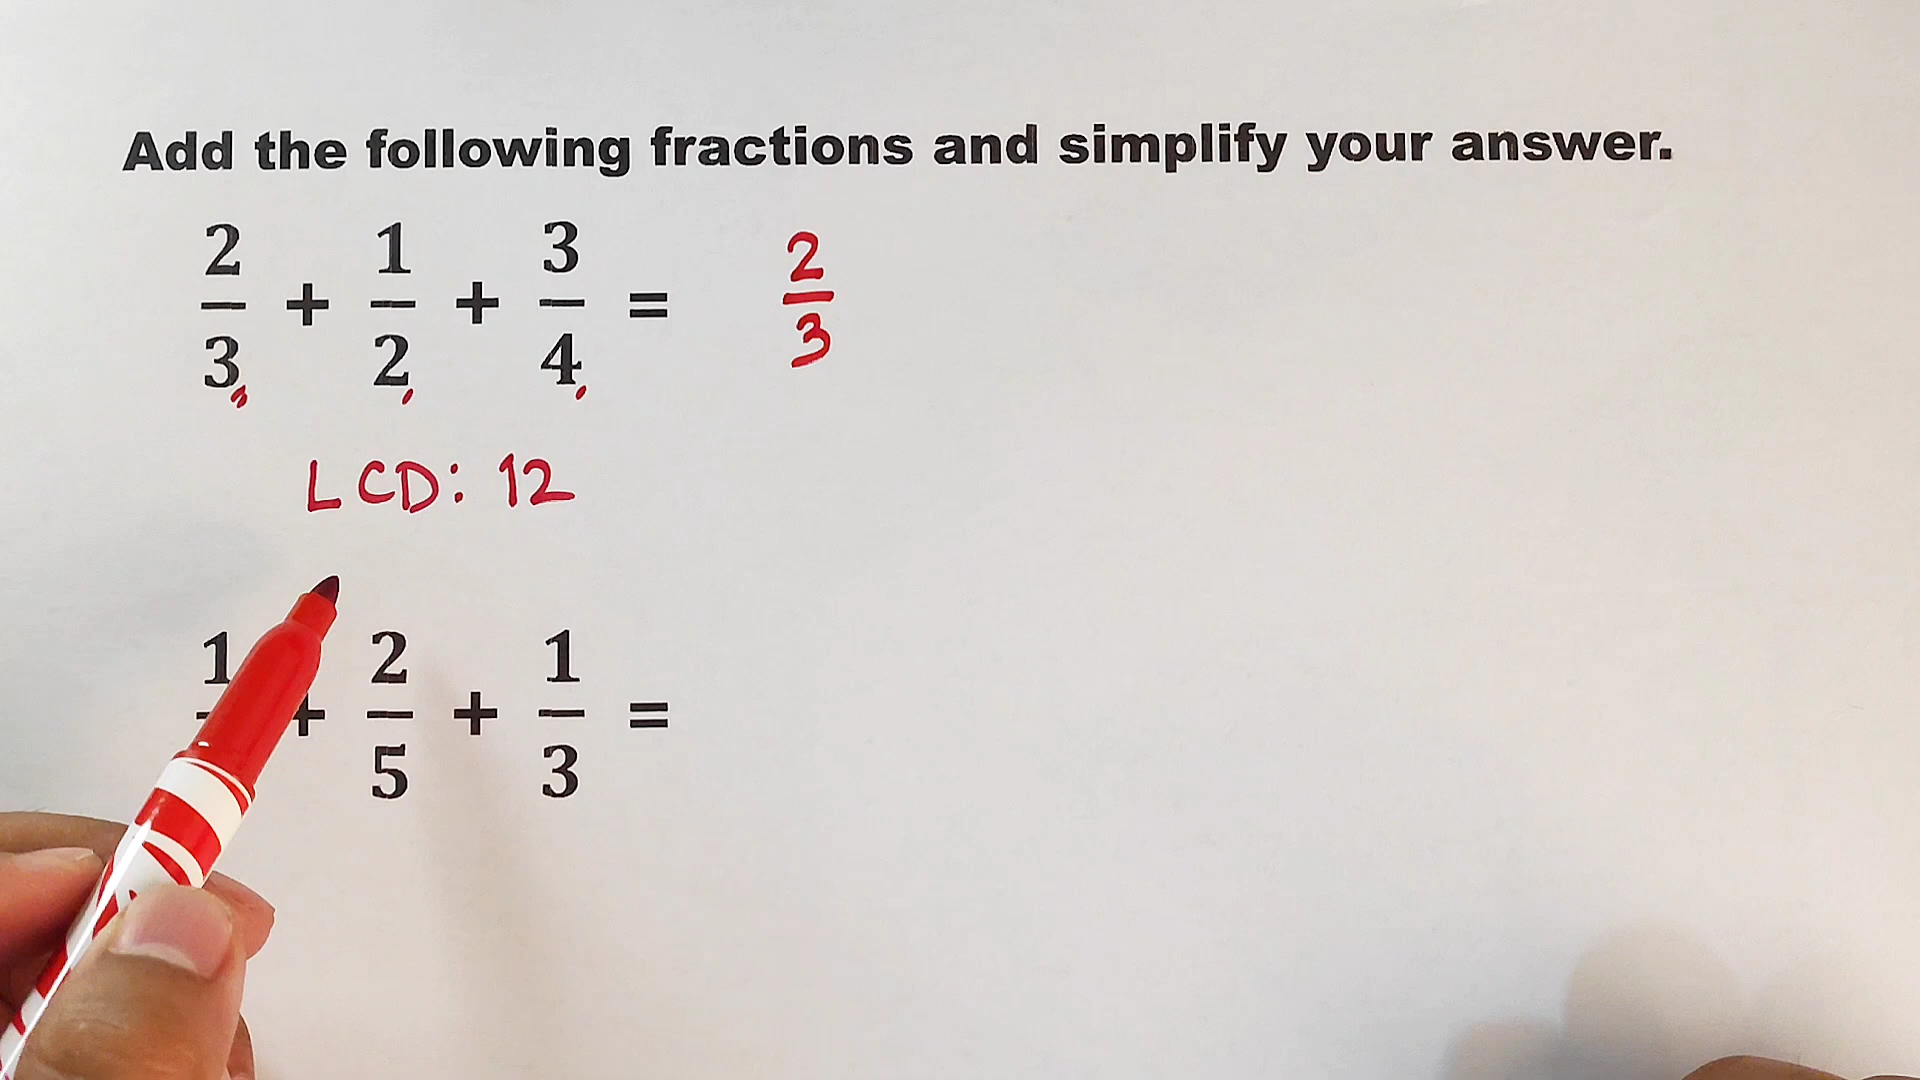 Add the following fractions and simplify your answer.
2/3 + 1/2 + 3/4 = 2/3
LCD: 12
1 + 2/5 + 1/3 =